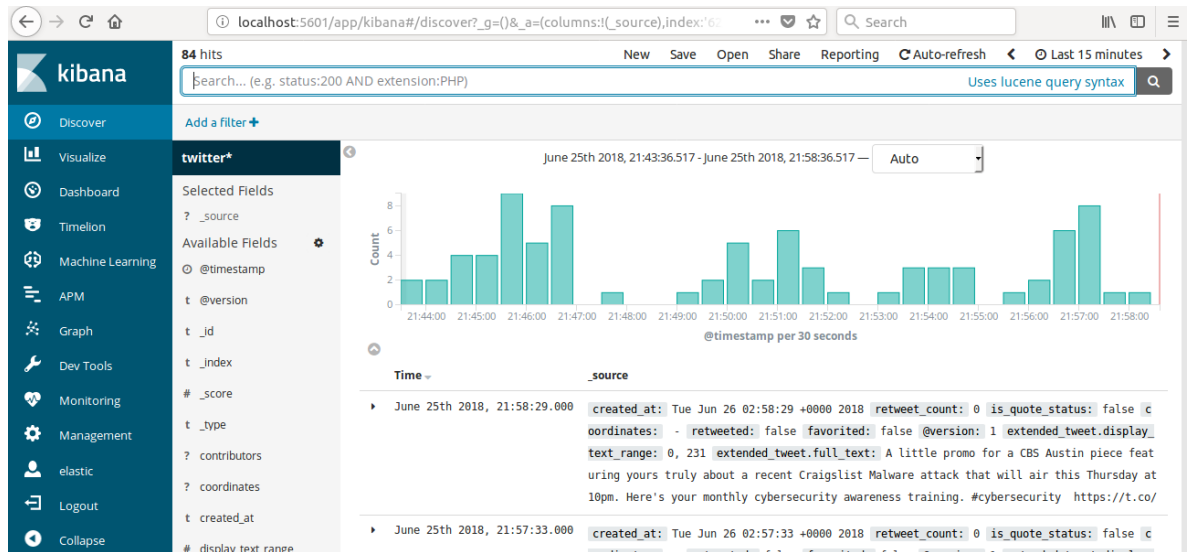 localhost:5601/app/kibana#/discover?_g=()&_a=(columns:!(_source),index:'6
Search
kibana
Discover
Visualize
Dashboard
Timelion
Machine Learning
APM
Graph
Dev Tools
Monitoring
Management
elastic
Logout
Collapse
84 hits
New Save Open Share Reporting Auto-refresh Last 15 minutes
Search... (e.g. status:200 AND extension:PHP) Uses lucene query syntax
Add a filter +
twitter*
Selected Fields
? _source
Available Fields
@timestamp
t @version
t _id
t _index
# _score
t _type
? contributors
? coordinates
t created_at
# display_text_range
June 25th 2018, 21:43:36.517 - June 25th 2018, 21:58:36.517 — Auto
Count
8
6
4
2
0
21:44:00 21:45:00 21:46:00 21:47:00 21:48:00 21:49:00 21:50:00 21:51:00 21:52:00 21:53:00 21:54:00 21:55:00 21:56:00 21:57:00 21:58:00
@timestamp per 30 seconds
Time _source
June 25th 2018, 21:58:29.000 created_at: Tue Jun 26 02:58:29 +0000 2018 retweet_count: 0 is_quote_status: false c
oordinates: - retweeted: false favorited: false @version: 1 extended_tweet.display_
text_range: 0, 231 extended_tweet.full_text: A little promo for a CBS Austin piece feat
uring yours truly about a recent Craigslist Malware attack that will air this Thursday at
10pm. Here's your monthly cybersecurity awareness training. #cybersecurity https://t.co/
June 25th 2018, 21:57:33.000 created_at: Tue Jun 26 02:57:33 +0000 2018 retweet_count: 0 is_quote_status: false c